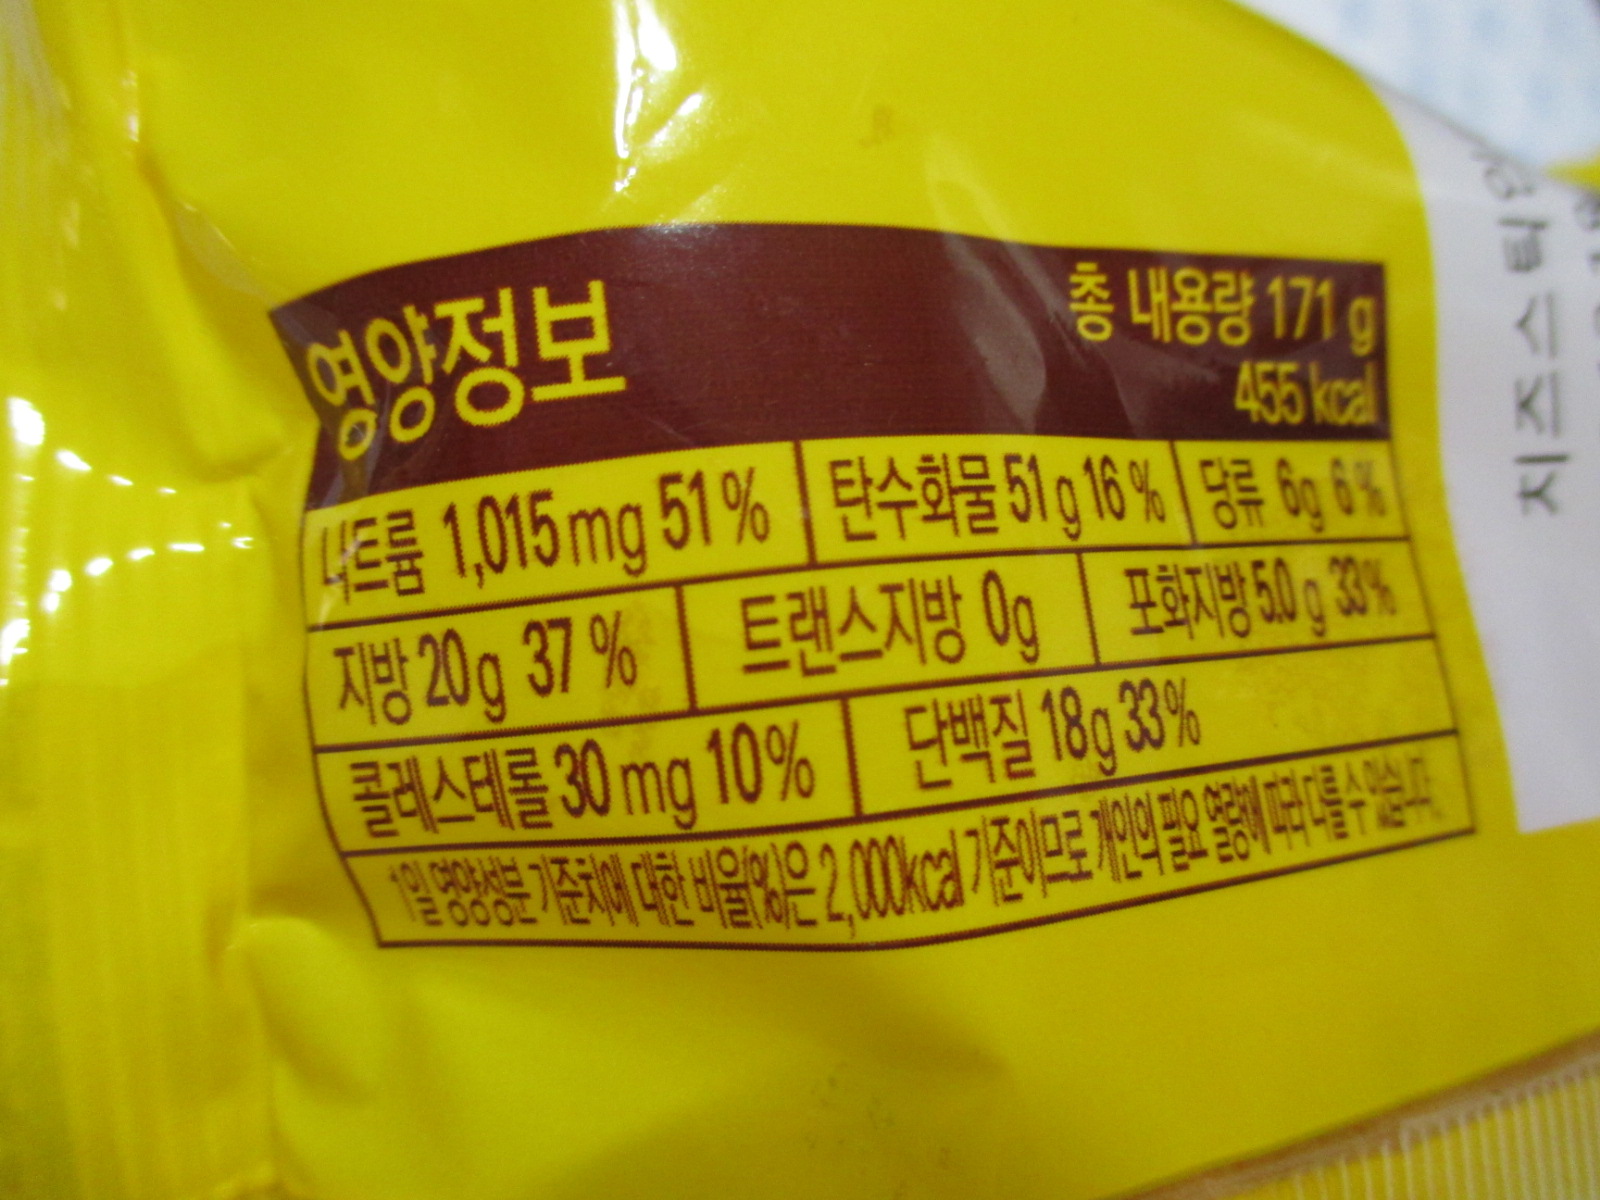 영양정보
총 내용량 171 g
455 kcal
나트륨 1,015 mg 51 % 탄수화물 51 g 16 % 당류 6g 6 %
지방 20g 37 % 트랜스지방 0g 포화지방 5.0 g 33%
콜레스테롤 30 mg 10 % 단백질 18g 33%
1일 영양성분 기준치에 대한 비율(%)은 2,000kcal 기준이므로 개인의 필요 열량에 따라 다를 수 있습니다.
치즈스틱